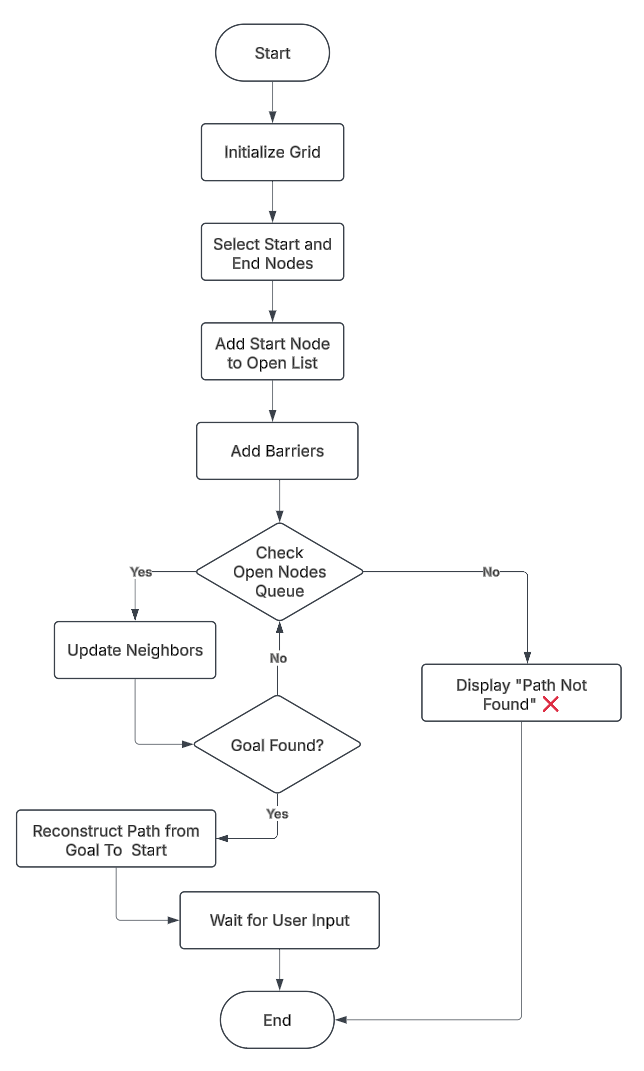 Start
Initialize Grid
Select Start and
End Nodes
Add Start Node
to Open List
Add Barriers
Check
Open Nodes
Queue
Yes
No
Update Neighbors
No
Display "Path Not
Found" ❌
Goal Found?
Yes
Reconstruct Path from
Goal To  Start
Wait for User Input
End